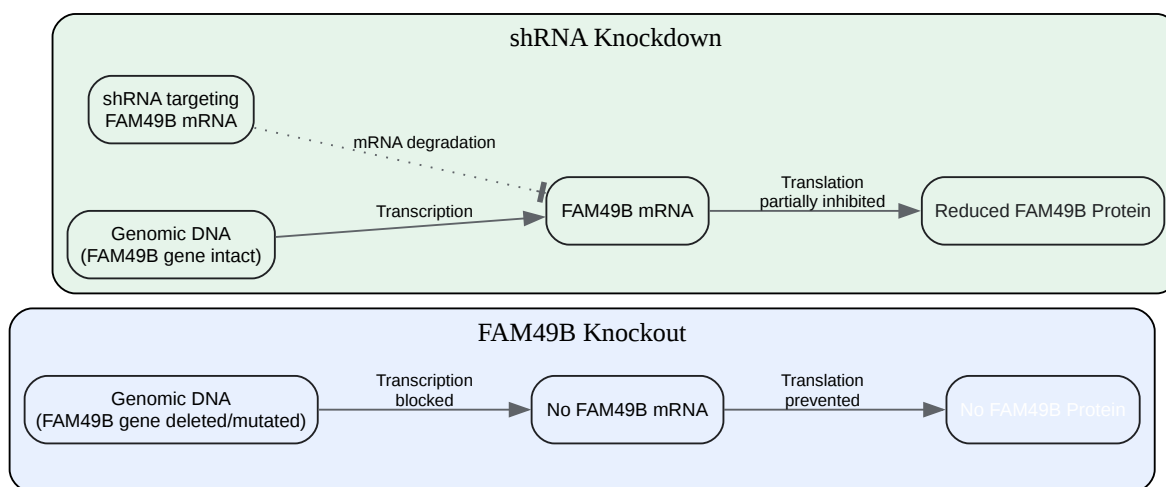 shRNA Knockdown
shRNA targeting
FAM49B mRNA
mRNA degradation
Genomic DNA
(FAM49B gene intact)
Transcription
FAM49B mRNA
Translation
partially inhibited
Reduced FAM49B Protein
FAM49B Knockout
Genomic DNA
(FAM49B gene deleted/mutated)
Transcription
blocked
No FAM49B mRNA
Translation
prevented
No FAM49B Protein